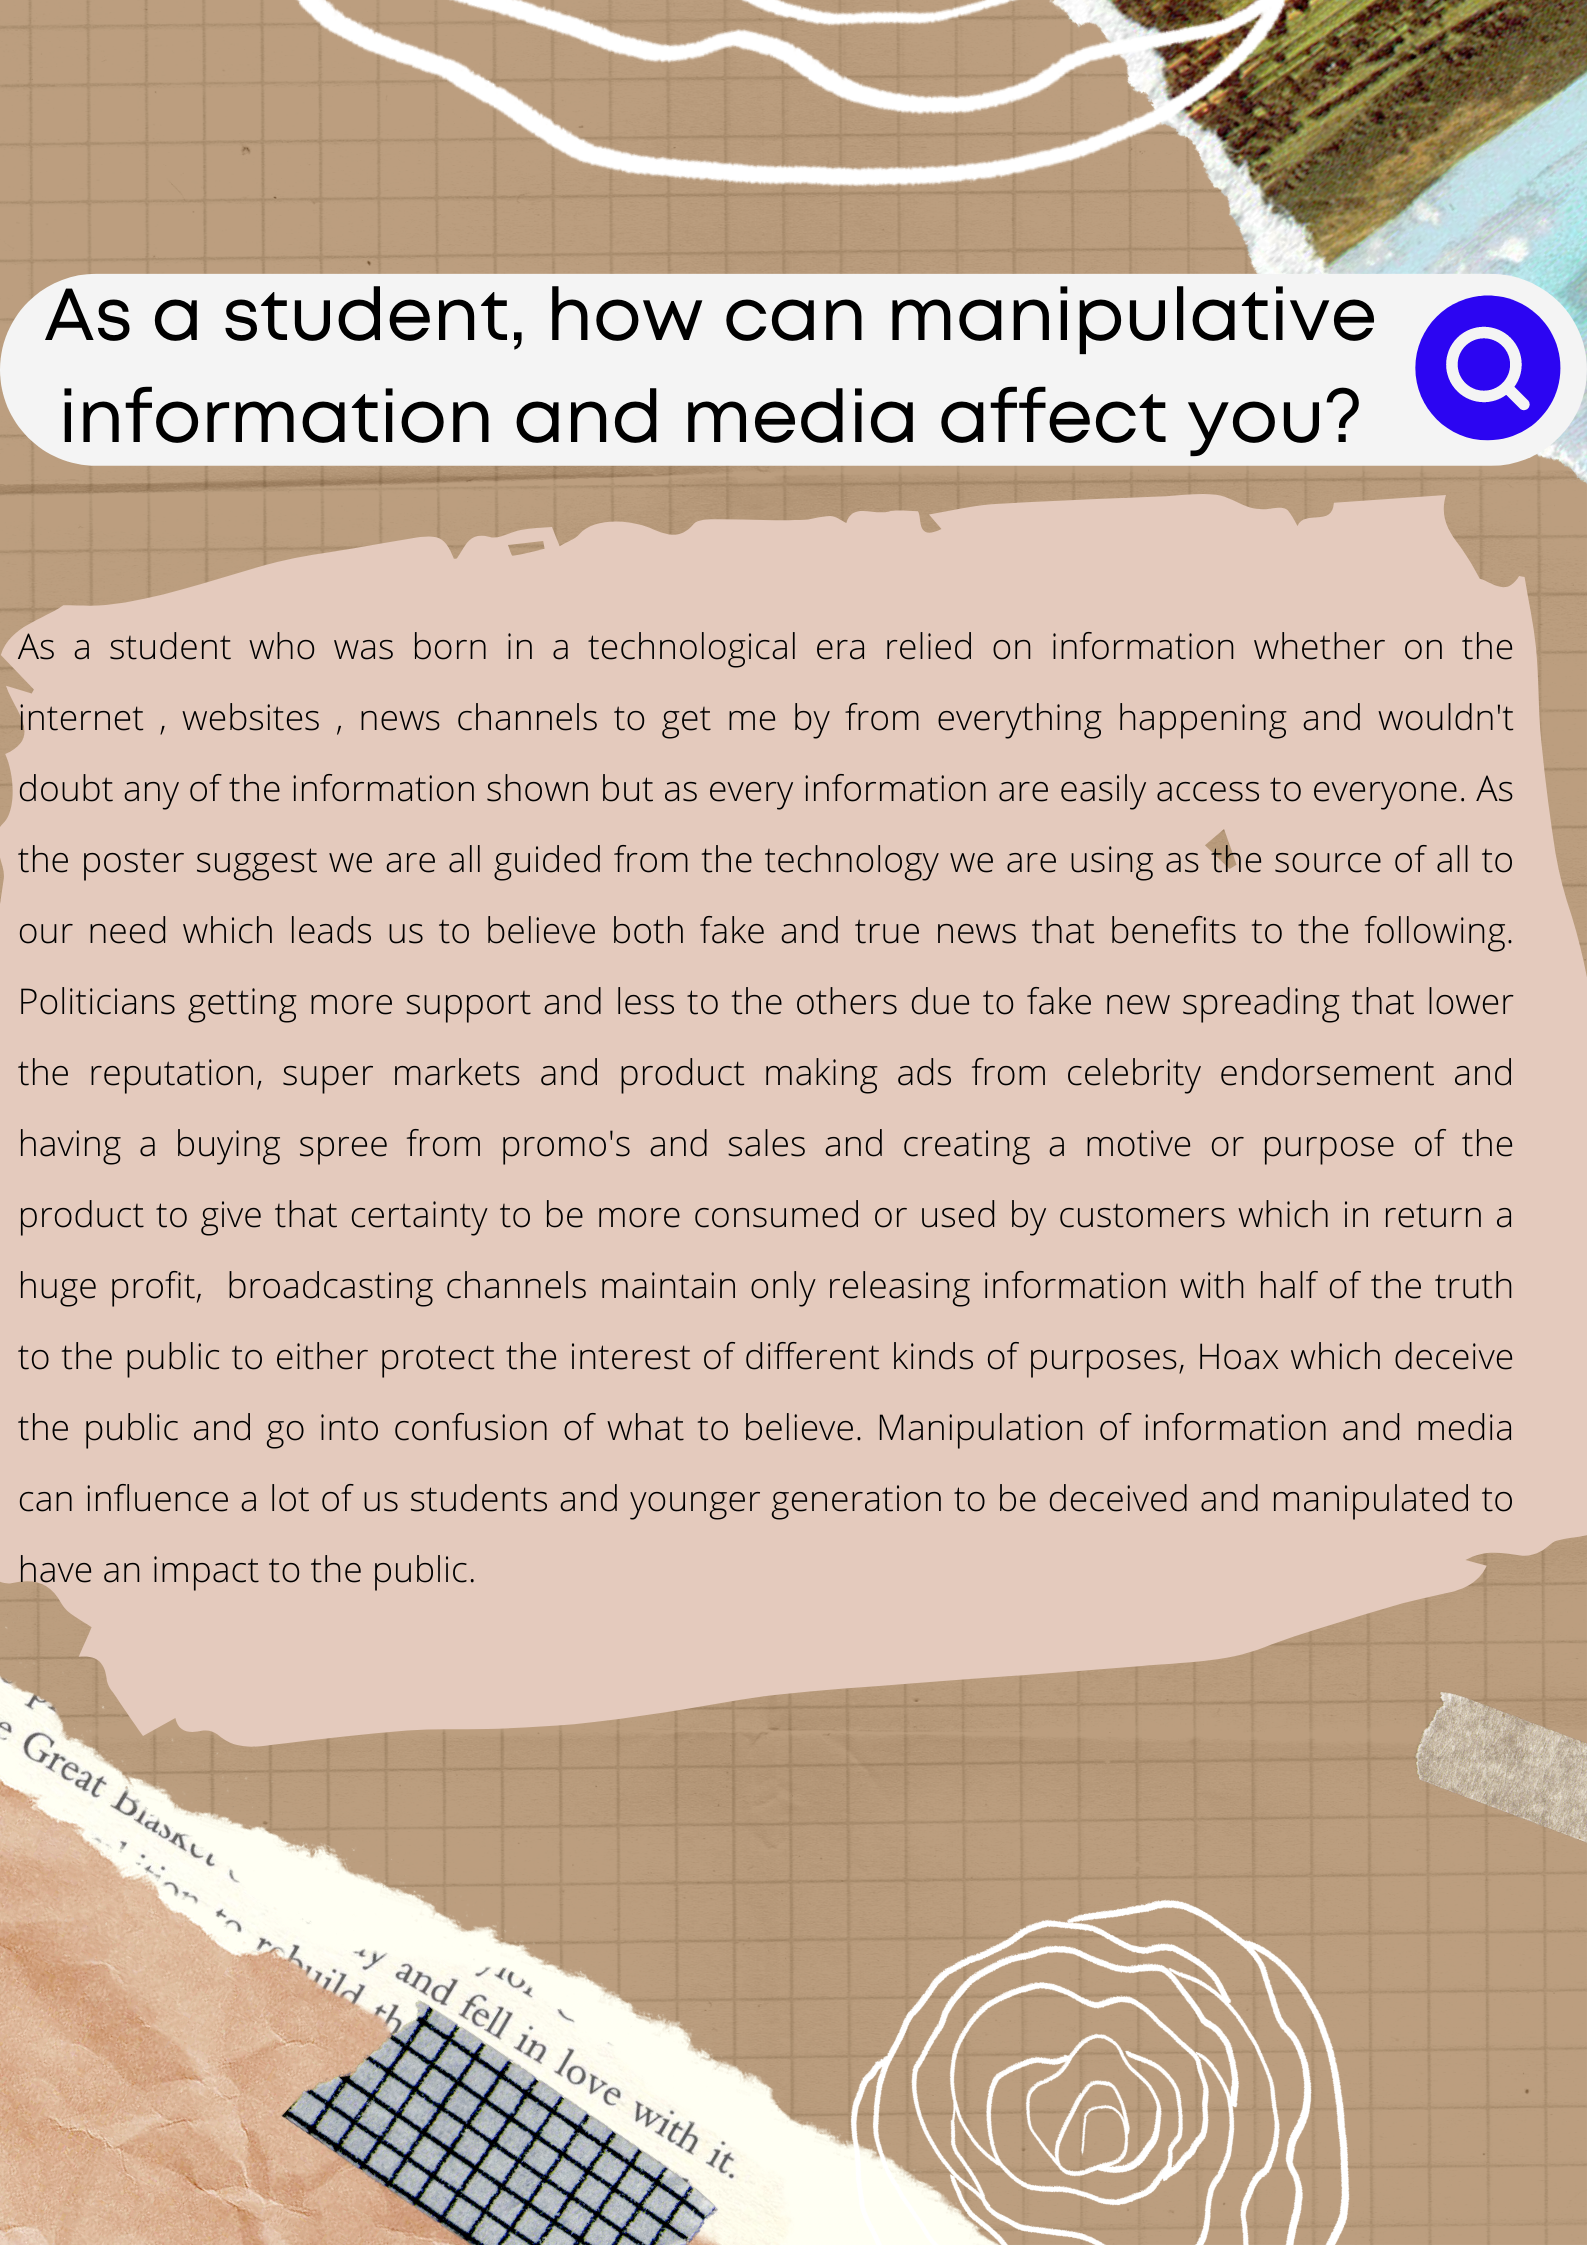 As a student, how can manipulative
information and media affect you?
As a student who was born in a technological era relied on information whether on the
internet , websites , news channels to get me by from everything happening and wouldn't
doubt any of the information shown but as every information are easily access to everyone. As
the poster suggest we are all guided from the technology we are using as the source of all to
our need which leads us to believe both fake and true news that benefits to the following.
Politicians getting more support and less to the others due to fake new spreading that lower
the reputation, super markets and product making ads from celebrity endorsement and
having a buying spree from promo's and sales and creating a motive or purpose of the
product to give that certainty to be more consumed or used by customers which in return a
huge profit,  broadcasting channels maintain only releasing information with half of the truth
to the public to either protect the interest of different kinds of purposes, Hoax which deceive
the public and go into confusion of what to believe. Manipulation of information and media
can influence a lot of us students and younger generation to be deceived and manipulated to
have an impact to the public.
Great Blasket
to rebuild th
and fell in love with it.